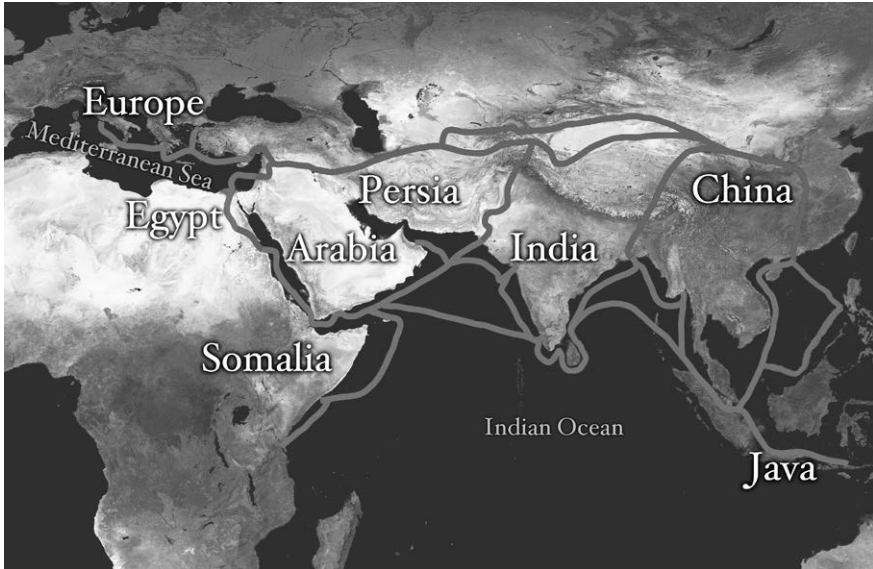 Europe
Mediterranean Sea
Egypt
Persia
Arabia
India
China
Somalia
Indian Ocean
Java